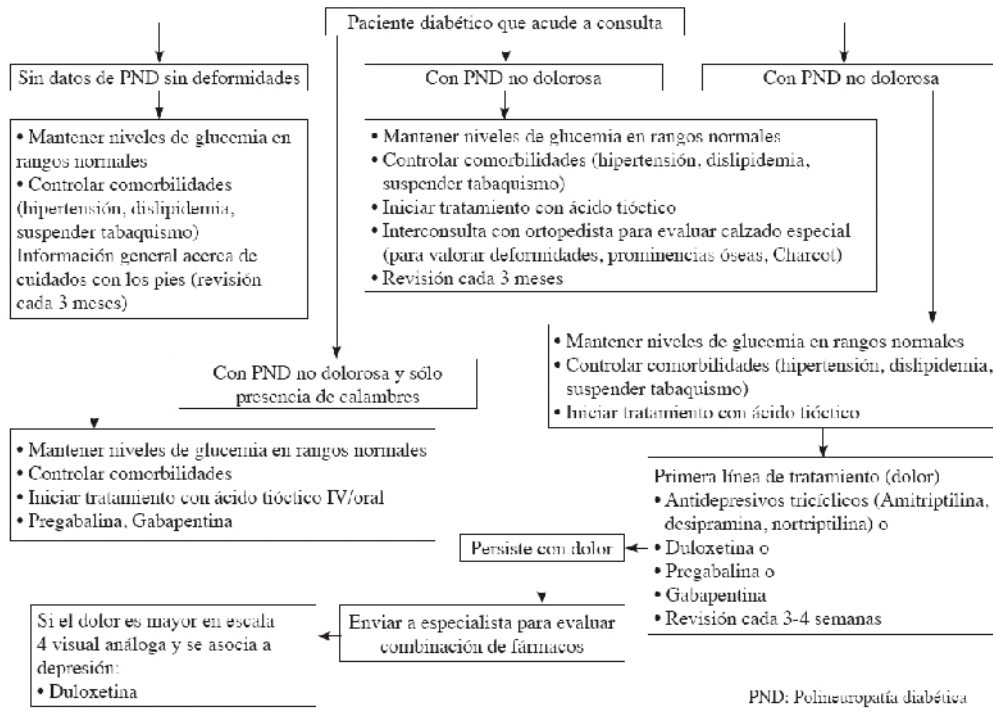 Paciente diabético que acude a consulta
Sin datos de PND sin deformidades
Con PND no dolorosa
Con PND no dolorosa
• Mantener niveles de glucemia en
rangos normales
• Controlar comorbilidades
(hipertensión, dislipidemia,
suspender tabaquismo)
Información general acerca de
cuidados con los pies (revisión
cada 3 meses)
• Mantener niveles de glucemia en rangos normales
• Controlar comorbilidades (hipertensión, dislipidemia,
suspender tabaquismo)
• Iniciar tratamiento con ácido tióctico
• Interconsulta con ortopedista para evaluar calzado especial
(para valorar deformidades, prominencias óseas, Charcot)
• Revisión cada 3 meses
• Mantener niveles de glucemia en rangos normales
• Controlar comorbilidades (hipertensión, dislipidemia,
suspender tabaquismo)
• Iniciar tratamiento con ácido tióctico
Con PND no dolorosa y sólo
presencia de calambres
• Mantener niveles de glucemia en rangos normales
• Controlar comorbilidades
• Iniciar tratamiento con ácido tióctico IV/oral
• Pregabalina, Gabapentina
Primera línea de tratamiento (dolor)
• Antidepresivos tricíclicos (Amitriptilina,
desipramina, nortriptilina) o
• Duloxetina o
• Pregabalina o
• Gabapentina
• Revisión cada 3-4 semanas
Persiste con dolor
Enviar a especialista para evaluar
combinación de fármacos
Si el dolor es mayor en escala
4 visual análoga y se asocia a
depresión:
• Duloxetina
PND: Polineuropatía diabética